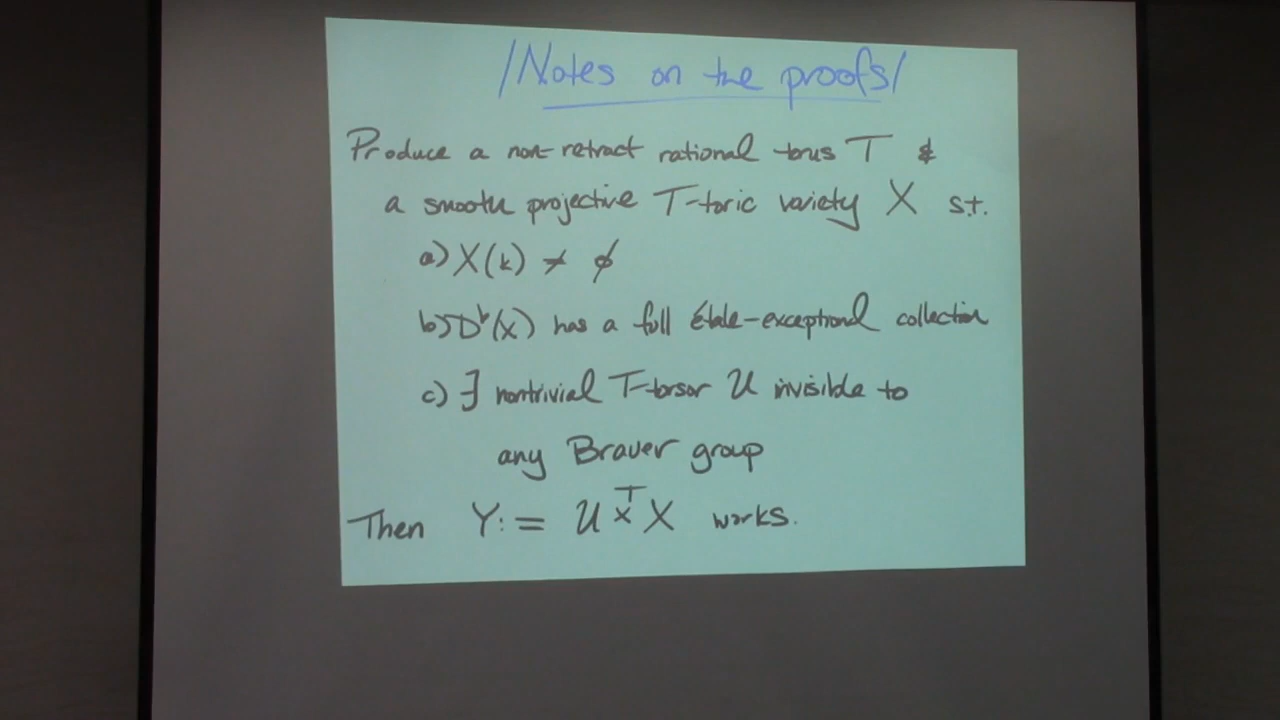 /Notes on the proofs/
Produce a non-retract rational torus T &
a smooth projective T-toric variety X s.t.
a) X(k) ≠ ∅
b) Dᵇ(X) has a full étale-exceptional collection
c) ∃ nontrivial T-torsor U invisible to
any Brauer group
Then Y := U ×ᵀ X works.